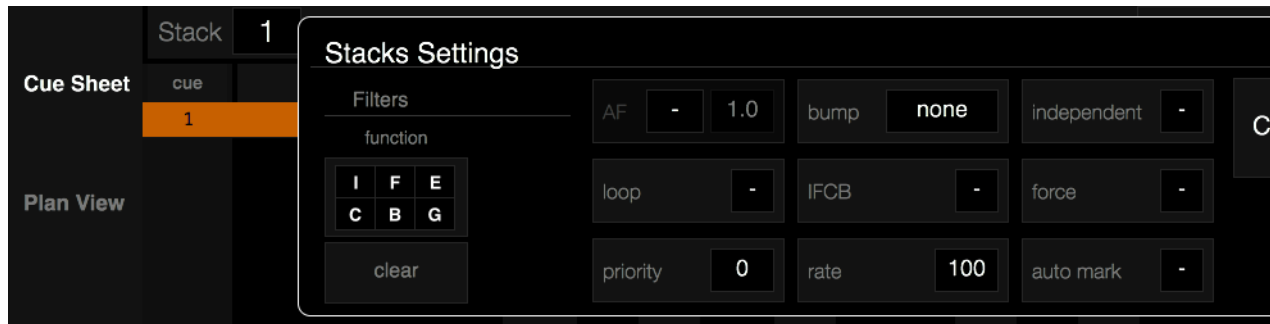 Stack 1
Stacks Settings
Cue Sheet
cue
1
Plan View
Filters
function
I F E
C B G
clear
AF - 1.0
bump none
independent -
loop -
IFCB -
force -
priority 0
rate 100
auto mark -
C